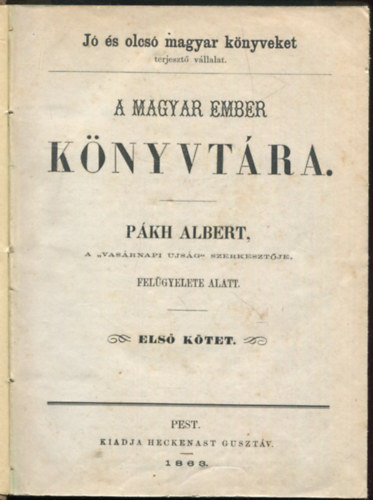 Jó és olcsó magyar könyveket
terjesztő vállalat.
A MAGYAR EMBER
KÖNYVTÁRA.
PÁKH ALBERT,
A „VASÁRNAPI UJSÁG“ SZERKESZTŐJE,
FELÜGYELETE ALATT.
ELSŐ KÖTET.
PEST.
KIADJA HECKENAST GUSZTÁV.
1863.